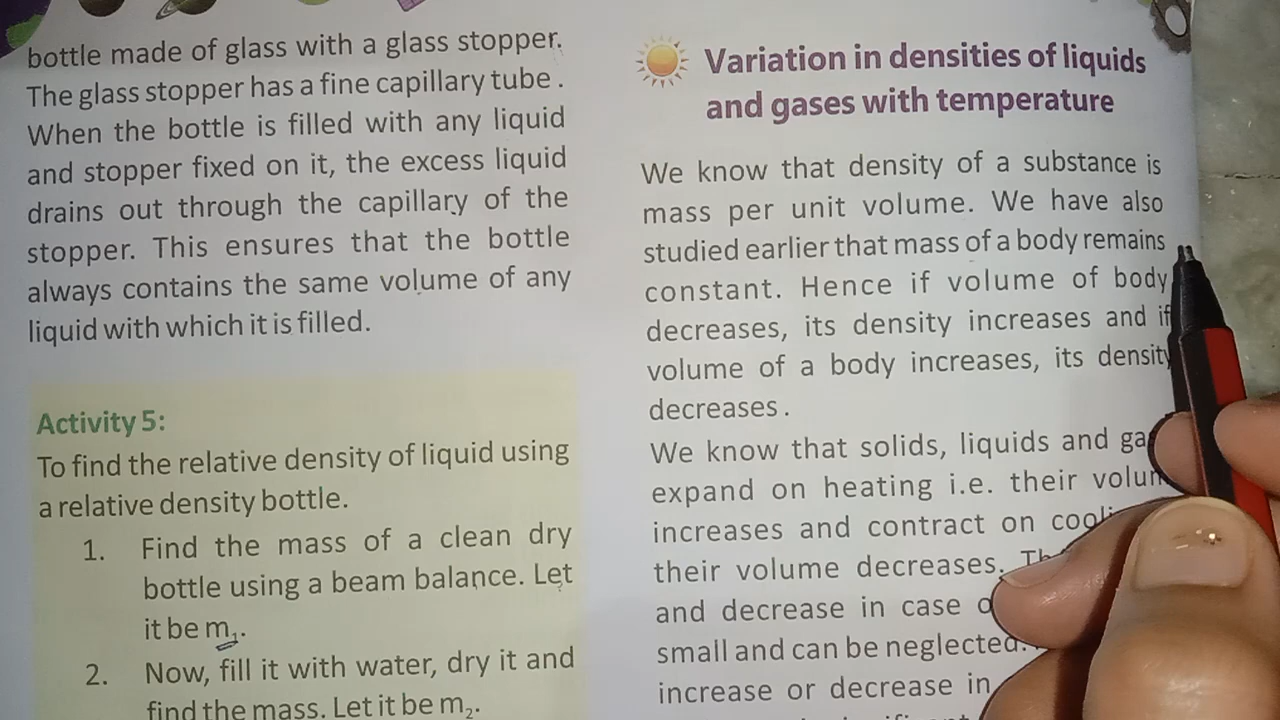 bottle made of glass with a glass stopper.
The glass stopper has a fine capillary tube .
When the bottle is filled with any liquid
and stopper fixed on it, the excess liquid
drains out through the capillary of the
stopper. This ensures that the bottle
always contains the same volume of any
liquid with which it is filled.
Activity 5:
To find the relative density of liquid using
a relative density bottle.
1. Find the mass of a clean dry
bottle using a beam balance. Let
it be m₁.
2. Now, fill it with water, dry it and
find the mass. Let it be m₂.
Variation in densities of liquids
and gases with temperature
We know that density of a substance is
mass per unit volume. We have also
studied earlier that mass of a body remains
constant. Hence if volume of body
decreases, its density increases and if
volume of a body increases, its density
decreases .
We know that solids, liquids and
expand on heating i.e. their
increases and contract on
their volume decreases.
and decrease in case
small and can be neglected.
increase or decrease in